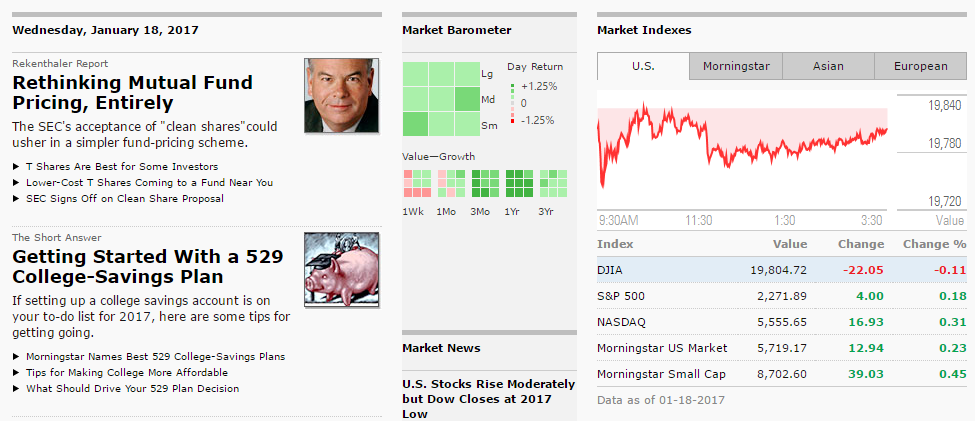 Wednesday, January 18, 2017
Rekenthaler Report
Rethinking Mutual Fund
Pricing, Entirely
The SEC's acceptance of "clean shares"could
usher in a simpler fund-pricing scheme.
T Shares Are Best for Some Investors
Lower-Cost T Shares Coming to a Fund Near You
SEC Signs Off on Clean Share Proposal
The Short Answer
Getting Started With a 529
College-Savings Plan
If setting up a college savings account is on
your to-do list for 2017, here are some tips for
getting going.
Morningstar Names Best 529 College-Savings Plans
Tips for Making College More Affordable
What Should Drive Your 529 Plan Decision
Market Barometer
Lg
Md
Sm
Day Return
+1.25%
0
-1.25%
Value—Growth
1Wk 1Mo 3Mo 1Yr 3Yr
Market News
U.S. Stocks Rise Moderately
but Dow Closes at 2017
Low
Market Indexes
U.S. Morningstar Asian European
19,840
19,780
19,720
9:30AM 11:30 1:30 3:30 Value
Index Value Change Change %
DJIA 19,804.72 -22.05 -0.11
S&P 500 2,271.89 4.00 0.18
NASDAQ 5,555.65 16.93 0.31
Morningstar US Market 5,719.17 12.94 0.23
Morningstar Small Cap 8,702.60 39.03 0.45
Data as of 01-18-2017